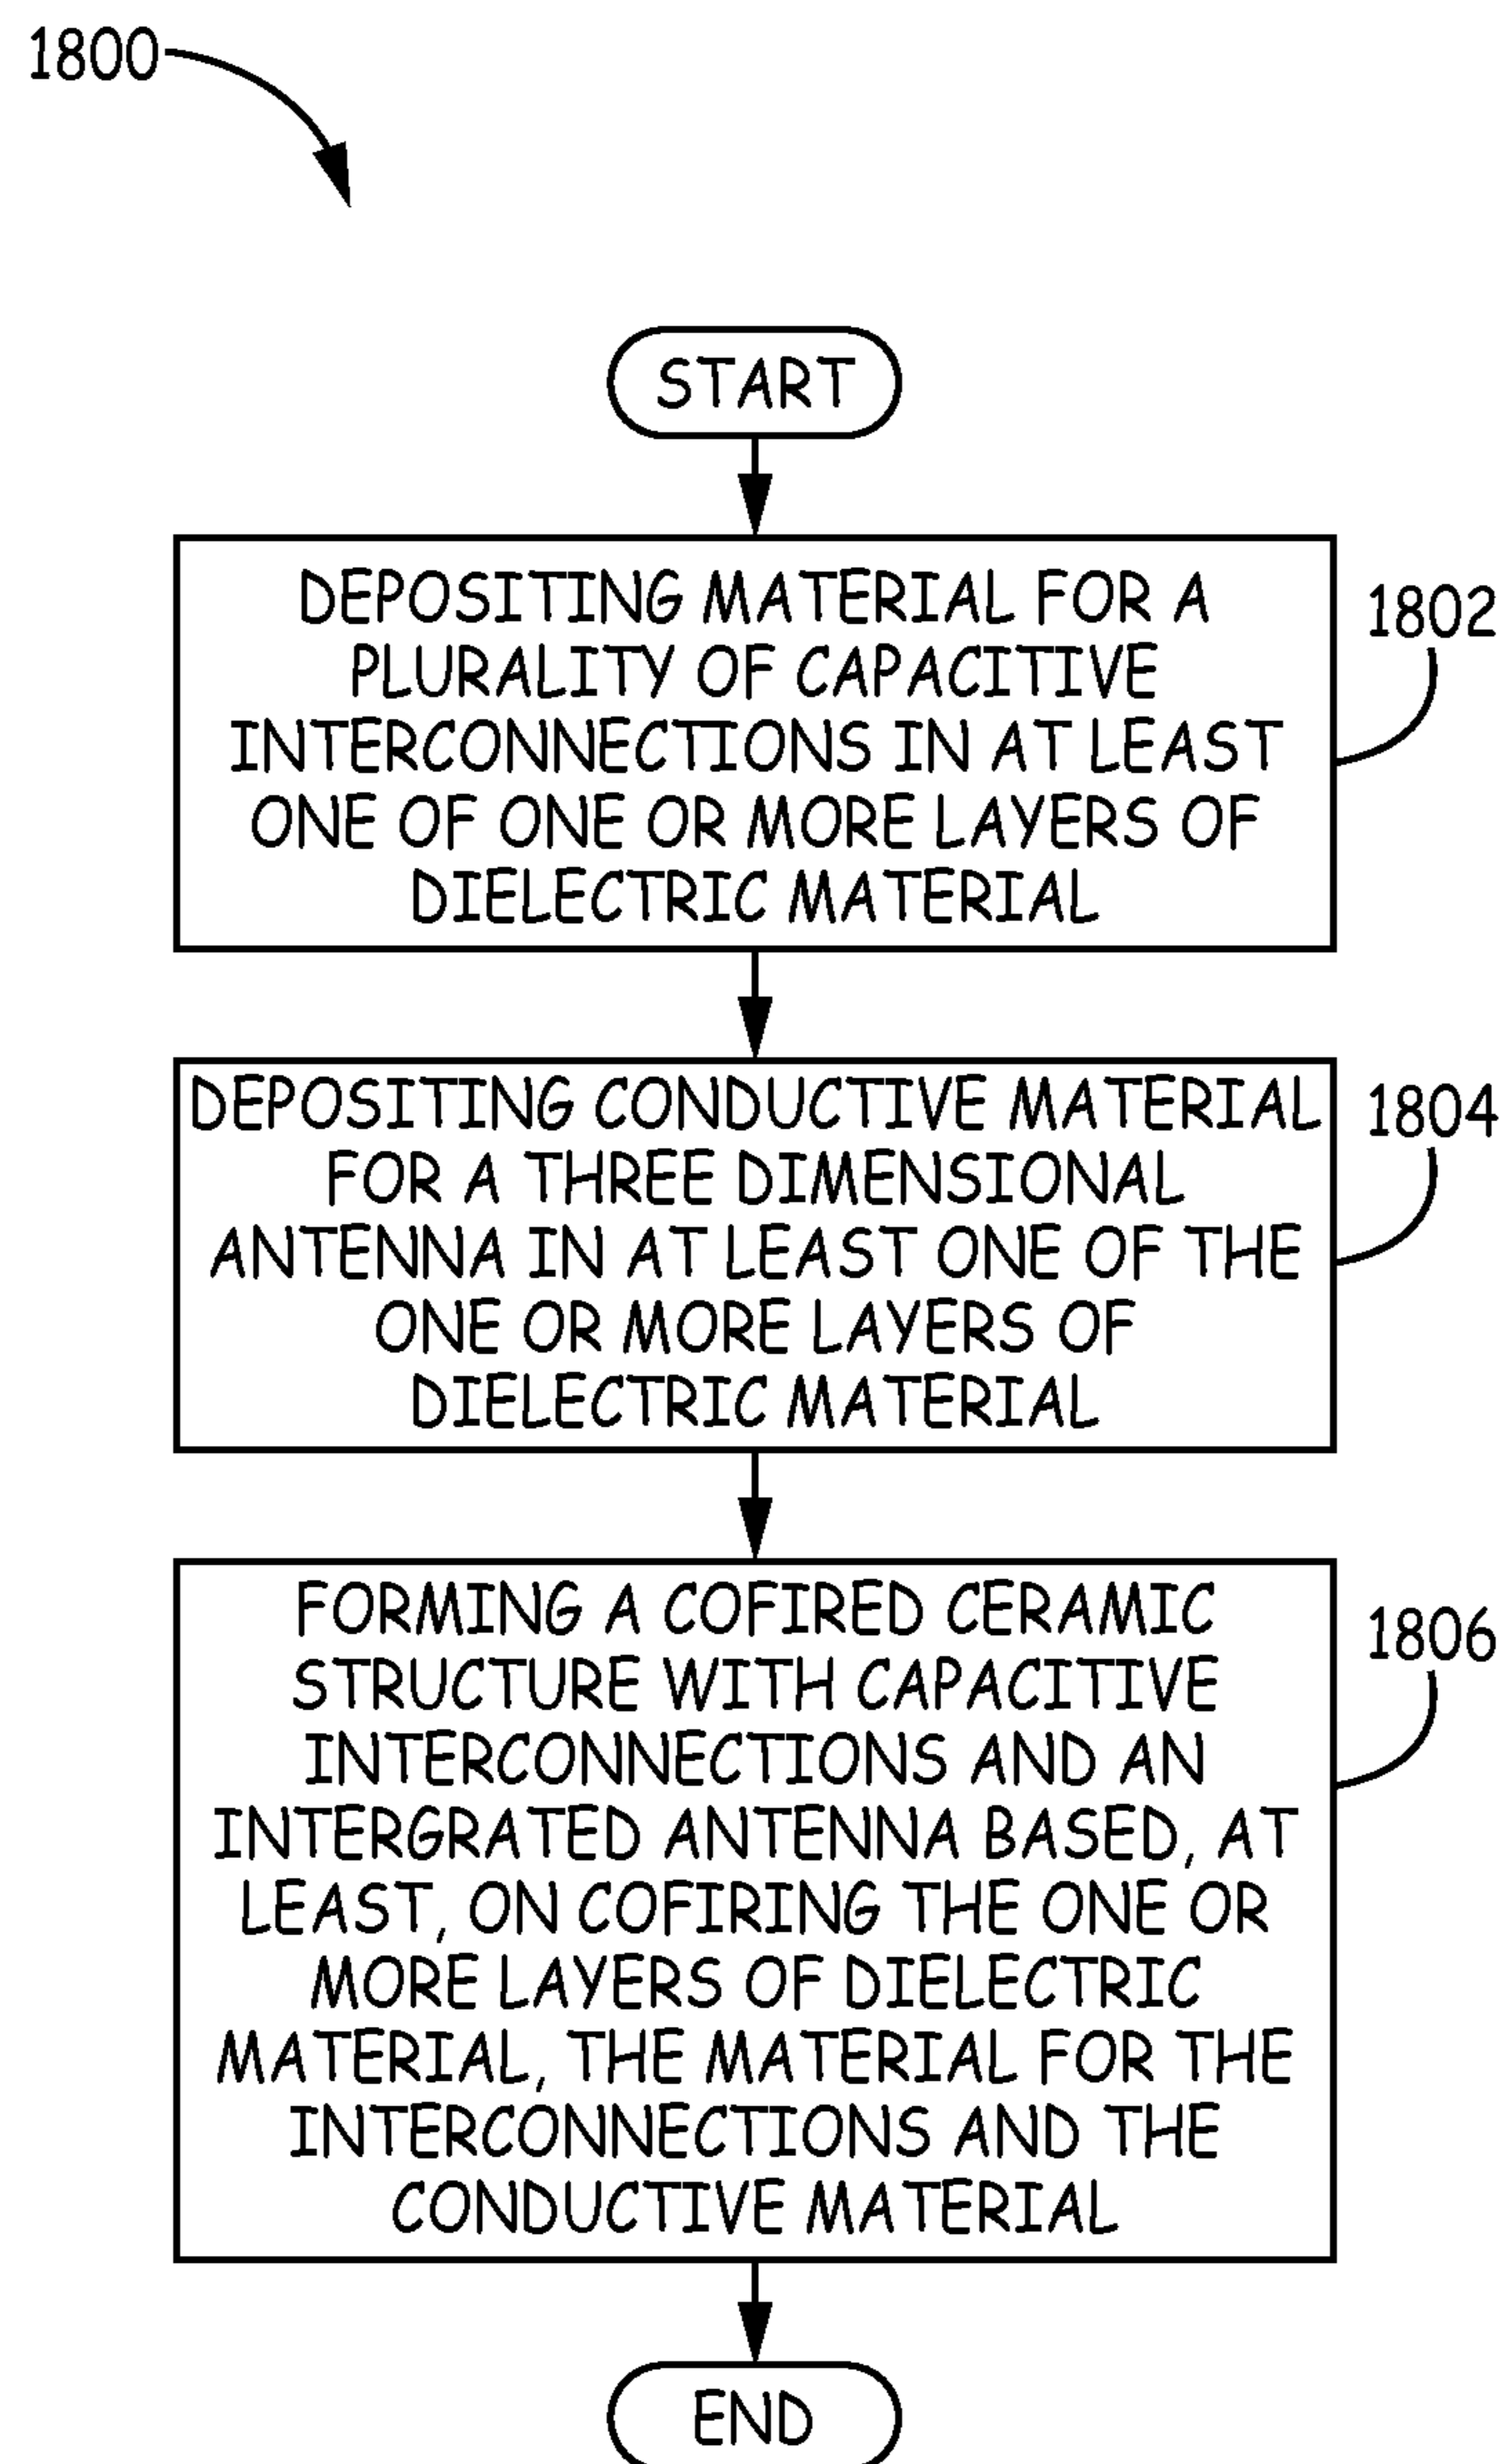 1800
START
DEPOSITING MATERIAL FOR A
PLURALITY OF CAPACITIVE
INTERCONNECTIONS IN AT LEAST
ONE OF ONE OR MORE LAYERS OF
DIELECTRIC MATERIAL
1802
DEPOSITING CONDUCTIVE MATERIAL
FOR A THREE DIMENSIONAL
ANTENNA IN AT LEAST ONE OF THE
ONE OR MORE LAYERS OF
DIELECTRIC MATERIAL
1804
FORMING A COFIRED CERAMIC
STRUCTURE WITH CAPACITIVE
INTERCONNECTIONS AND AN
INTERGRATED ANTENNA BASED, AT
LEAST, ON COFIRING THE ONE OR
MORE LAYERS OF DIELECTRIC
MATERIAL, THE MATERIAL FOR THE
INTERCONNECTIONS AND THE
CONDUCTIVE MATERIAL
1806
END